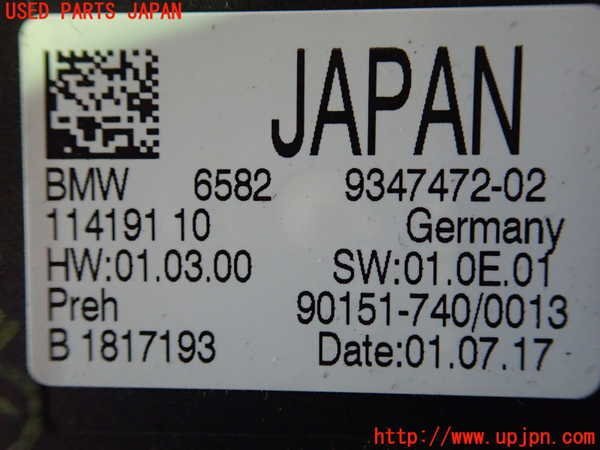 USED PARTS JAPAN
JAPAN
BMW 6582 9347472-02
114191 10 Germany
HW:01.03.00 SW:01.0E.01
Preh 90151-740/0013
B 1817193 Date:01.07.17
http://www.upjpn.com/